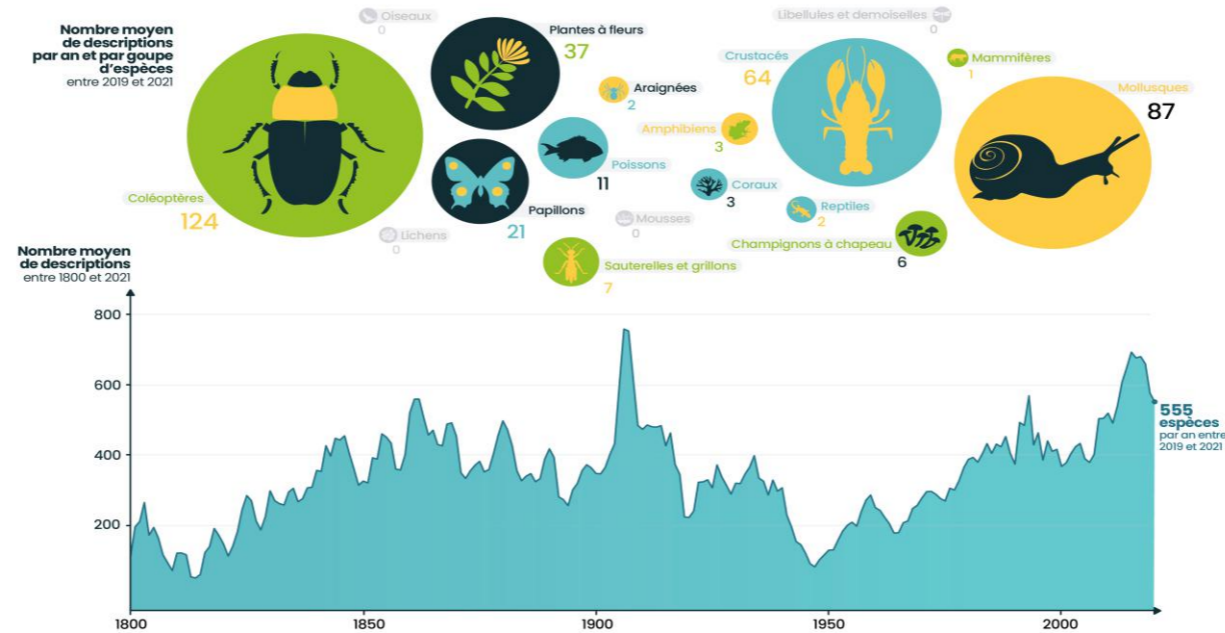 Nombre moyen
de descriptions
par an et par goupe
d'espèces
entre 2019 et 2021
Oiseaux
0
Plantes à fleurs
37
Libellules et demoiselles
0
Crustacés
64
Mammifères
1
Mollusques
87
Araignées
2
Amphibiens
3
Poissons
11
Coraux
3
Reptiles
2
Coléoptères
124
Papillons
21
Mousses
0
Lichens
0
Champignons à chapeau
6
Sauterelles et grillons
7
Nombre moyen
de descriptions
entre 1800 et 2021
800
600
400
200
555
espèces
par an entre
2019 et 2021
1800
1850
1900
1950
2000